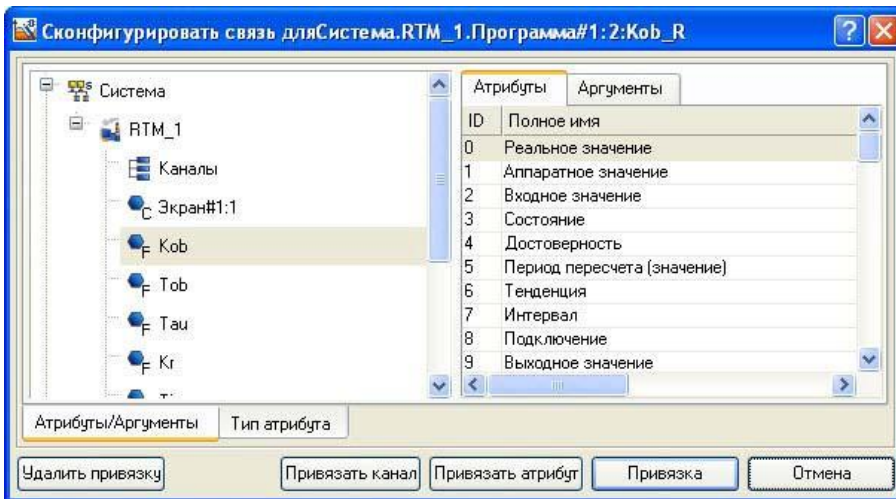 Сконфигурировать связь дляСистема.RTM_1.Программа#1:2:Kob_R
Система
RTM_1
Каналы
Экран#1:1
Kob
Tob
Tau
Kr
Атрибуты Аргументы
ID Полное имя
0 Реальное значение
1 Аппаратное значение
2 Входное значение
3 Состояние
4 Достоверность
5 Период пересчета (значение)
6 Тенденция
7 Интервал
8 Подключение
9 Выходное значение
Атрибуты/Аргументы Тип атрибута
Удалить привязку Привязать канал Привязать атрибут Привязка Отмена